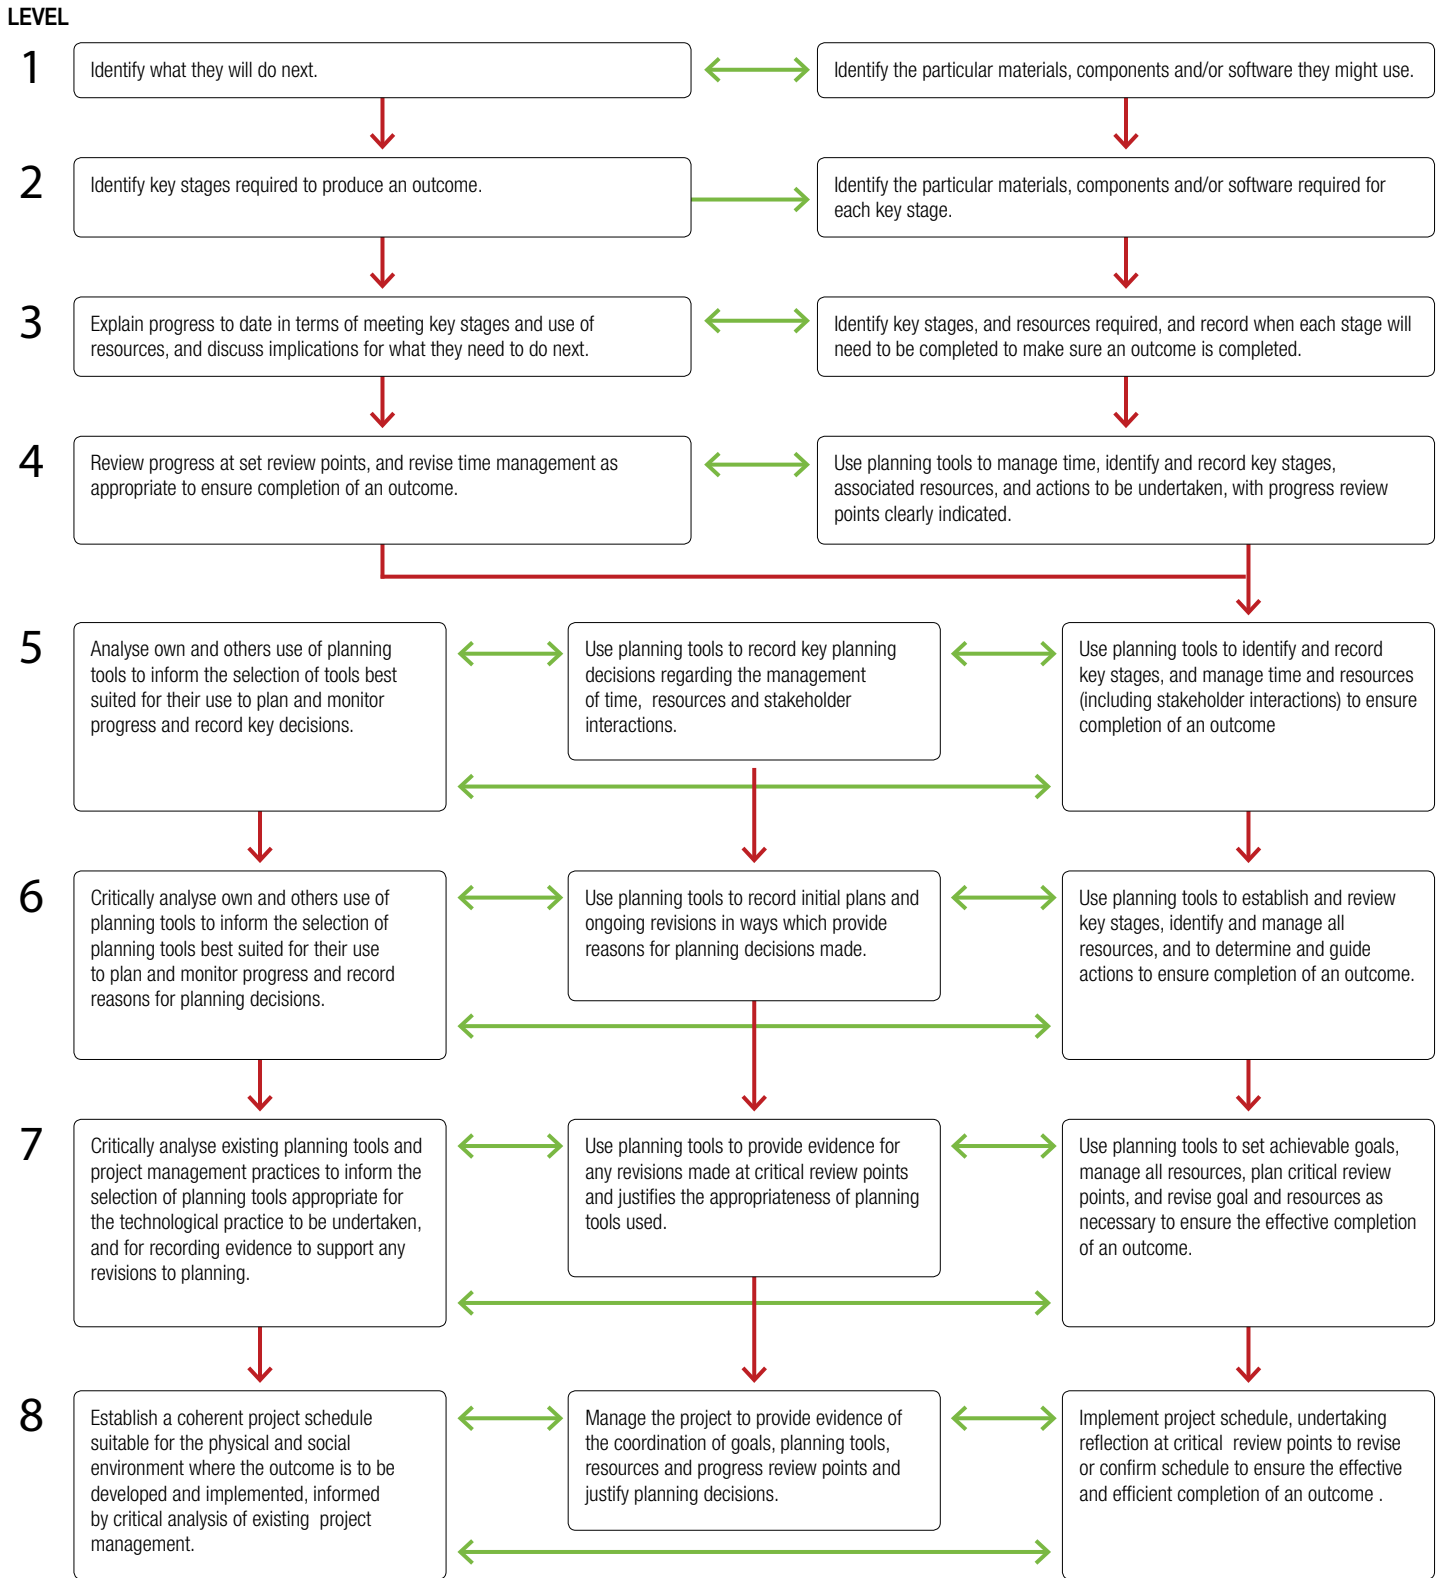 LEVEL
1
Identify what they will do next.
Identify the particular materials, components and/or software they might use.
2
Identify key stages required to produce an outcome.
Identify the particular materials, components and/or software required for
each key stage.
3
Explain progress to date in terms of meeting key stages and use of
resources, and discuss implications for what they need to do next.
Identify key stages, and resources required, and record when each stage will
need to be completed to make sure an outcome is completed.
4
Review progress at set review points, and revise time management as
appropriate to ensure completion of an outcome.
Use planning tools to manage time, identify and record key stages,
associated resources, and actions to be undertaken, with progress review
points clearly indicated.
5
Analyse own and others use of planning
tools to inform the selection of tools best
suited for their use to plan and monitor
progress and record key decisions.
Use planning tools to record key planning
decisions regarding the management
of time, resources and stakeholder
interactions.
Use planning tools to identify and record
key stages, and manage time and resources
(including stakeholder interactions) to ensure
completion of an outcome
6
Critically analyse own and others use of
planning tools to inform the selection of
planning tools best suited for their use
to plan and monitor progress and record
reasons for planning decisions.
Use planning tools to record initial plans and
ongoing revisions in ways which provide
reasons for planning decisions made.
Use planning tools to establish and review
key stages, identify and manage all
resources, and to determine and guide
actions to ensure completion of an outcome.
7
Critically analyse existing planning tools and
project management practices to inform the
selection of planning tools appropriate for
the technological practice to be undertaken,
and for recording evidence to support any
revisions to planning.
Use planning tools to provide evidence for
any revisions made at critical review points
and justifies the appropriateness of planning
tools used.
Use planning tools to set achievable goals,
manage all resources, plan critical review
points, and revise goal and resources as
necessary to ensure the effective completion
of an outcome.
8
Establish a coherent project schedule
suitable for the physical and social
environment where the outcome is to be
developed and implemented, informed
by critical analysis of existing project
management.
Manage the project to provide evidence of
the coordination of goals, planning tools,
resources and progress review points and
justify planning decisions.
Implement project schedule, undertaking
reflection at critical review points to revise
or confirm schedule to ensure the effective
and efficient completion of an outcome .